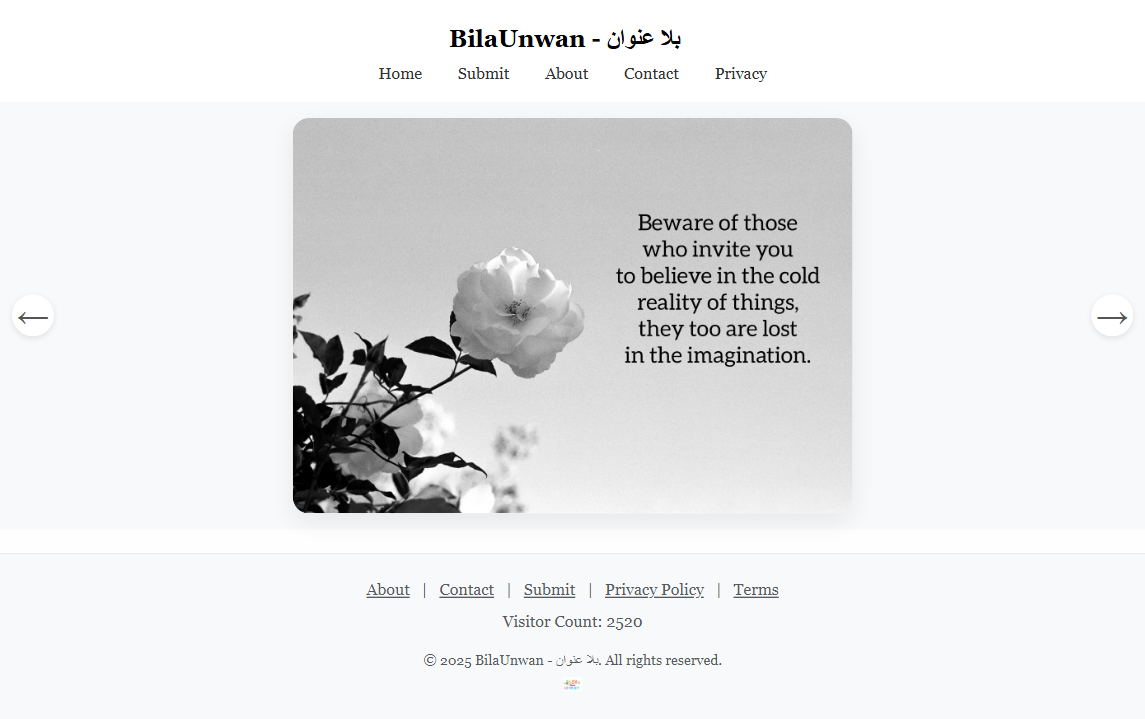 BilaUnwan - بلا عنوان
Home Submit About Contact Privacy
Beware of those
who invite you
to believe in the cold
reality of things,
they too are lost
in the imagination.
About | Contact | Submit | Privacy Policy | Terms
Visitor Count: 2520
© 2025 BilaUnwan - بلا عنوان. All rights reserved.